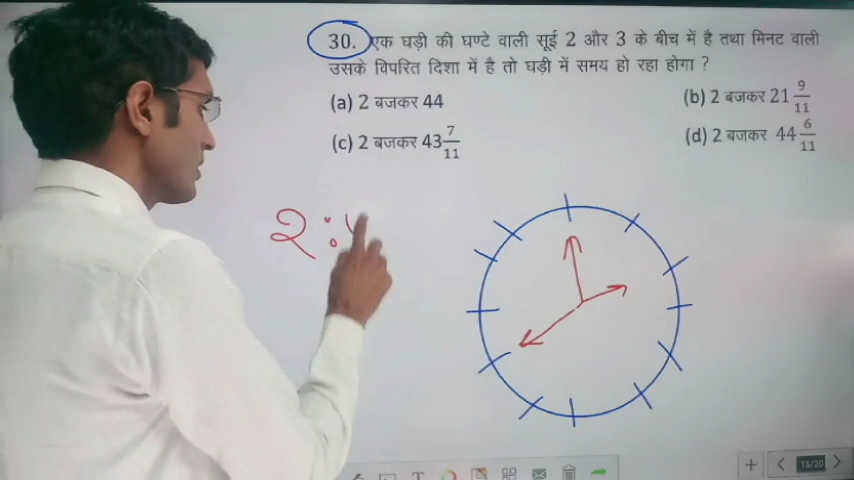 30. एक घड़ी की घण्टे वाली सूई 2 और 3 के बीच में है तथा मिनट वाली
उसके विपरित दिशा में है तो घड़ी में समय हो रहा होगा ?
(a) 2 बजकर 44
(b) 2 बजकर 21 9/11
(c) 2 बजकर 43 7/11
(d) 2 बजकर 44 6/11
2 :
15/20